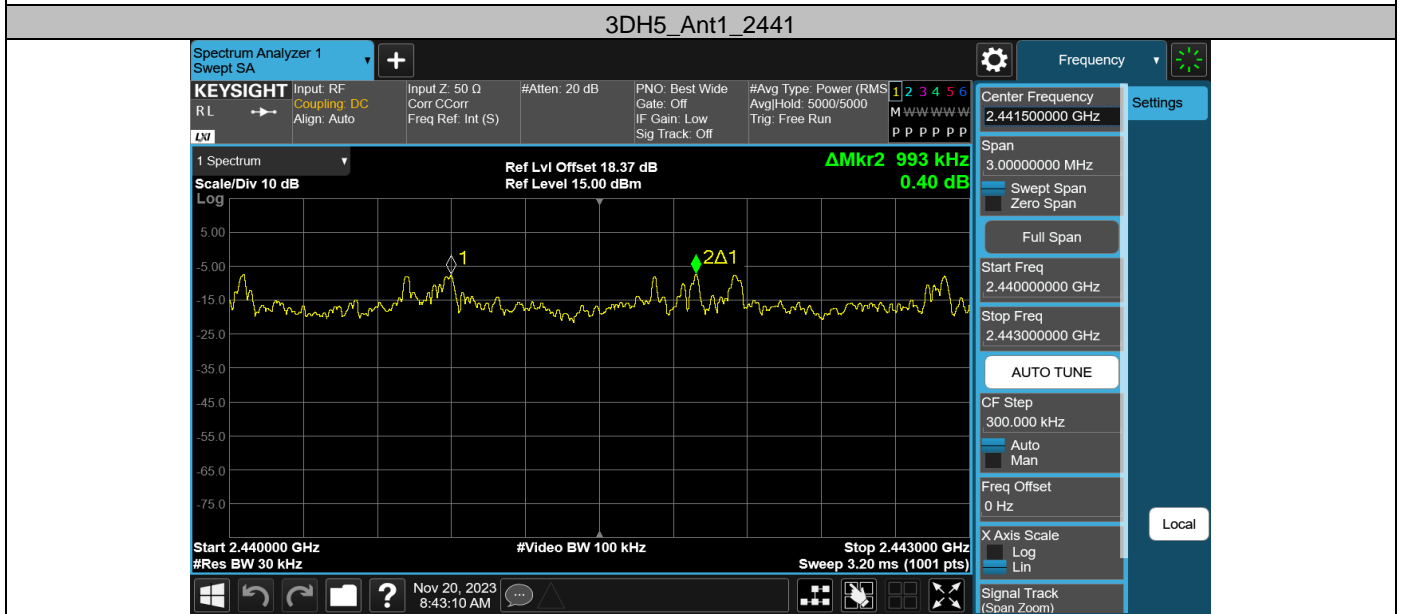 3DH5_Ant1_2441
Spectrum Analyzer 1
Swept SA
+
Frequency
KEYSIGHT
RL
LXI
Input: RF
Coupling: DC
Align: Auto
Input Z: 50 Ω
Corr CCorr
Freq Ref: Int (S)
#Atten: 20 dB
PNO: Best Wide
Gate: Off
IF Gain: Low
Sig Track: Off
#Avg Type: Power (RMS
Avg|Hold: 5000/5000
Trig: Free Run
1 2 3 4 5 6
M W W W W W
P P P P P P
1 Spectrum
Scale/Div 10 dB
Log
Ref Lvl Offset 18.37 dB
Ref Level 15.00 dBm
ΔMkr2 993 kHz
0.40 dB
1
2Δ1
5.00
-5.00
-15.0
-25.0
-35.0
-45.0
-55.0
-65.0
-75.0
Start 2.440000 GHz
#Res BW 30 kHz
#Video BW 100 kHz
Stop 2.443000 GHz
Sweep 3.20 ms (1001 pts)
Center Frequency
2.441500000 GHz
Settings
Span
3.00000000 MHz
Swept Span
Zero Span
Full Span
Start Freq
2.440000000 GHz
Stop Freq
2.443000000 GHz
AUTO TUNE
CF Step
300.000 kHz
Auto
Man
Freq Offset
0 Hz
X Axis Scale
Log
Lin
Local
Signal Track
(Span Zoom)
?
Nov 20, 2023
8:43:10 AM